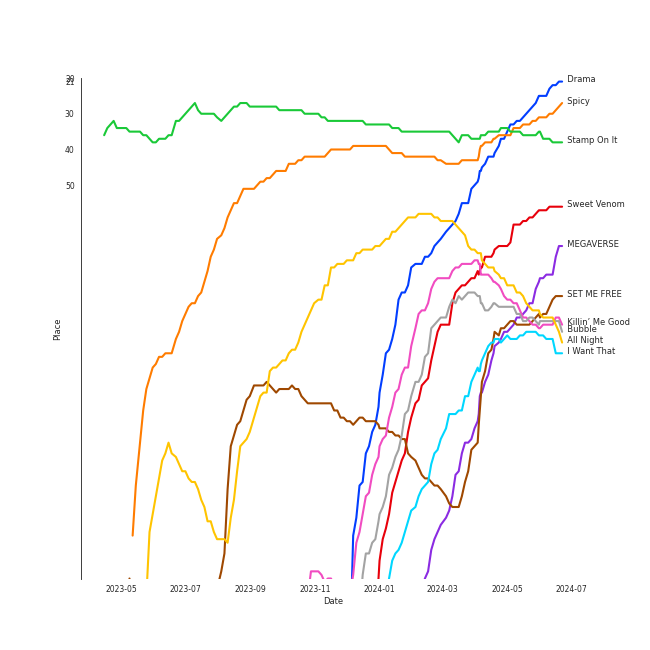 Drama
21
Spicy
30
Stamp On It
40
50
Sweet Venom
MEGAVERSE
SET ME FREE
Killin' Me Good
Bubble
Place
All Night
I Want That
2023-05 2023-07 2023-09 2023-11 2024-01 2024-03 2024-05 2024-07
Date